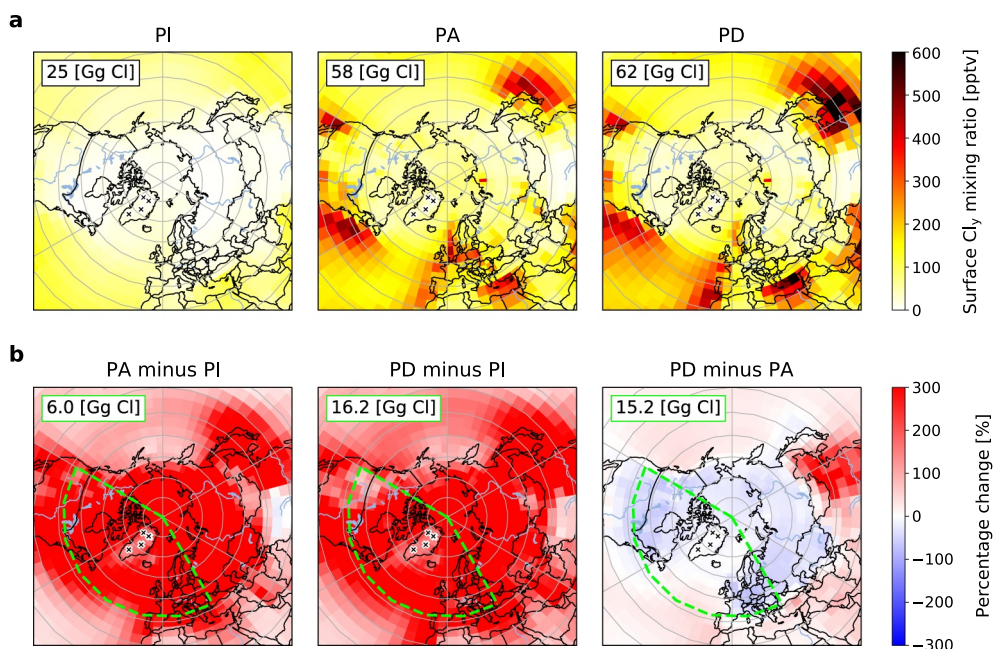 a
PI
PA
PD
25 [Gg Cl]
58 [Gg Cl]
62 [Gg Cl]
600
500
400
300
200
100
0
Surface Clᵧ mixing ratio [pptv]
b
PA minus PI
PD minus PI
PD minus PA
6.0 [Gg Cl]
16.2 [Gg Cl]
15.2 [Gg Cl]
300
200
100
0
−100
−200
−300
Percentage change [%]